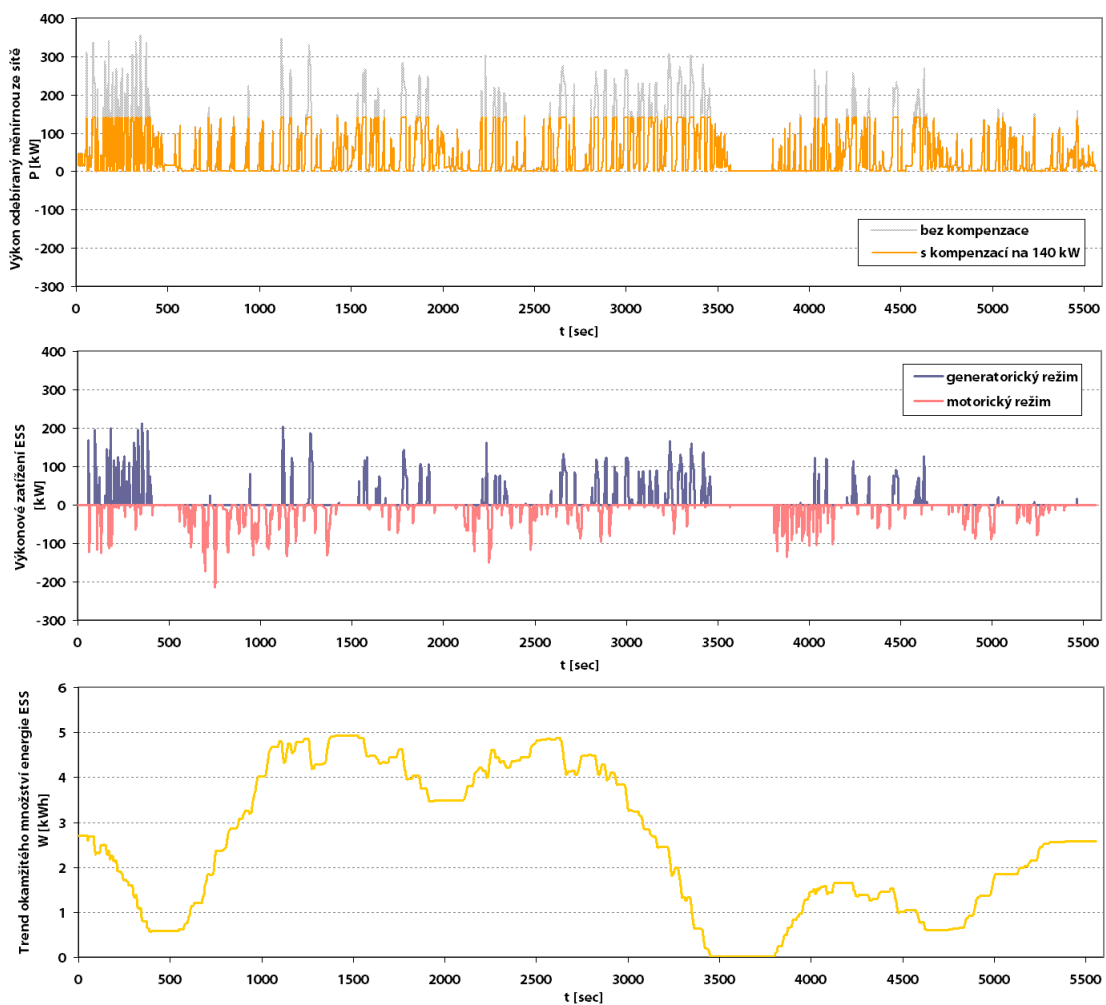 400
300
200
100
0
-100
-200
-300
Výkon odebíraný měnírnou ze sítě
P [kW]
bez kompenzace
s kompenzací na 140 kW
0 500 1000 1500 2000 2500 3000 3500 4000 4500 5000 5500
t [sec]
400
300
200
100
0
-100
-200
-300
Výkonové zatížení ESS
[kW]
generatorický režim
motorický režim
0 500 1000 1500 2000 2500 3000 3500 4000 4500 5000 5500
t [sec]
6
5
4
3
2
1
0
Trend okamžitého množství energie ESS
W [kWh]
0 500 1000 1500 2000 2500 3000 3500 4000 4500 5000 5500
t [sec]